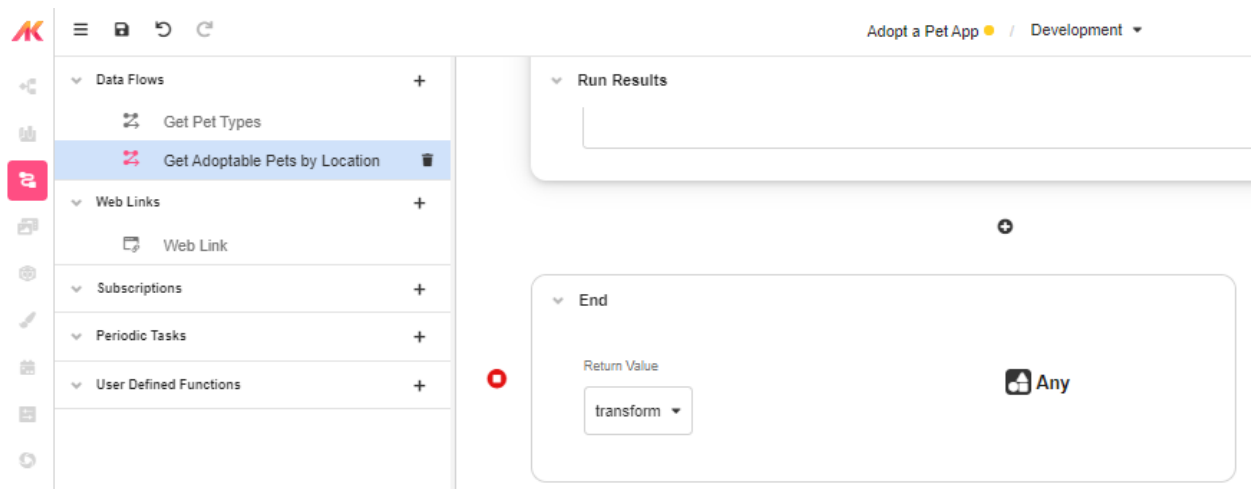 Adopt a Pet App / Development
Data Flows
Get Pet Types
Get Adoptable Pets by Location
Web Links
Web Link
Subscriptions
Periodic Tasks
User Defined Functions
Run Results
End
Return Value
transform
Any